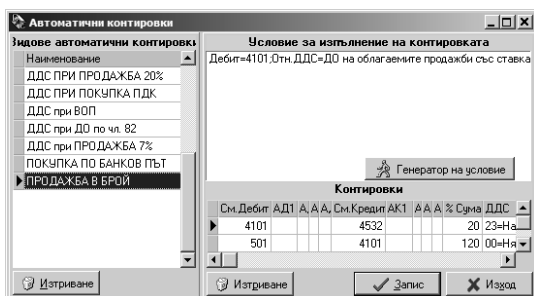 Автоматични контировки
Видове автоматични контировки
Наименование
ДДС ПРИ ПРОДАЖБА 20%
ДДС ПРИ ПОКУПКА ПДК
ДДС при ВОП
ДДС при ДО по чл. 82
ДДС при ПРОДАЖБА 7%
ПОКУПКА ПО БАНКОВ ПЪТ
ПРОДАЖБА В БРОЙ
Изтриване
Условие за изпълнение на контировката
Дебит=4101;Отн.ДДС=ДО на облагаемите продажби със ставка
Генератор на условие
Контировки
См.Дебит АД1 А, А А, См.Кредит АК1 А А А % Сума ДДС
4101 4532 20 23=На
501 4101 120 00=Ня
Изтриване Запис Изход